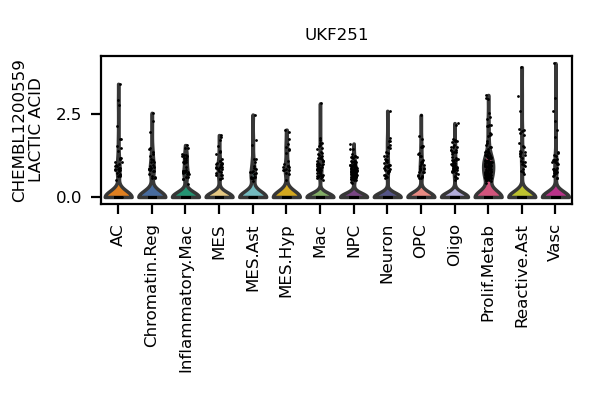 UKF251
CHEMBL1200559
LACTIC ACID
2.5
0.0
AC
Chromatin.Reg
Inflammatory.Mac
MES
MES.Ast
MES.Hyp
Mac
NPC
Neuron
OPC
Oligo
Prolif.Metab
Reactive.Ast
Vasc